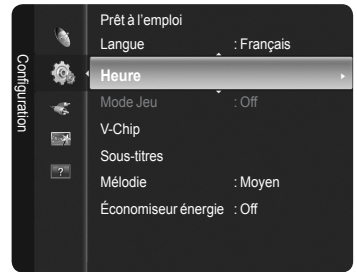 Configuration
Prêt à l'emploi
Langue : Français
Heure
Mode Jeu : Off
V-Chip
Sous-titres
Mélodie : Moyen
Économiseur énergie : Off
?